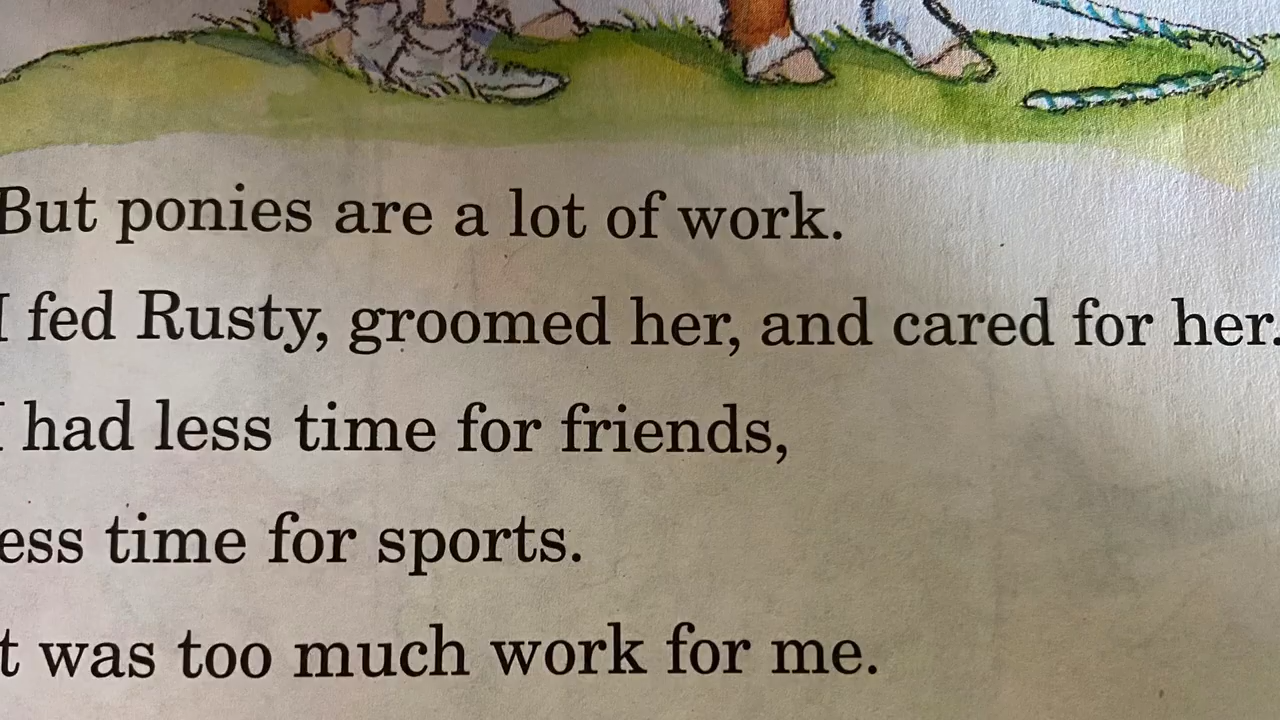 But ponies are a lot of work.
I fed Rusty, groomed her, and cared for her.
I had less time for friends,
ess time for sports.
t was too much work for me.